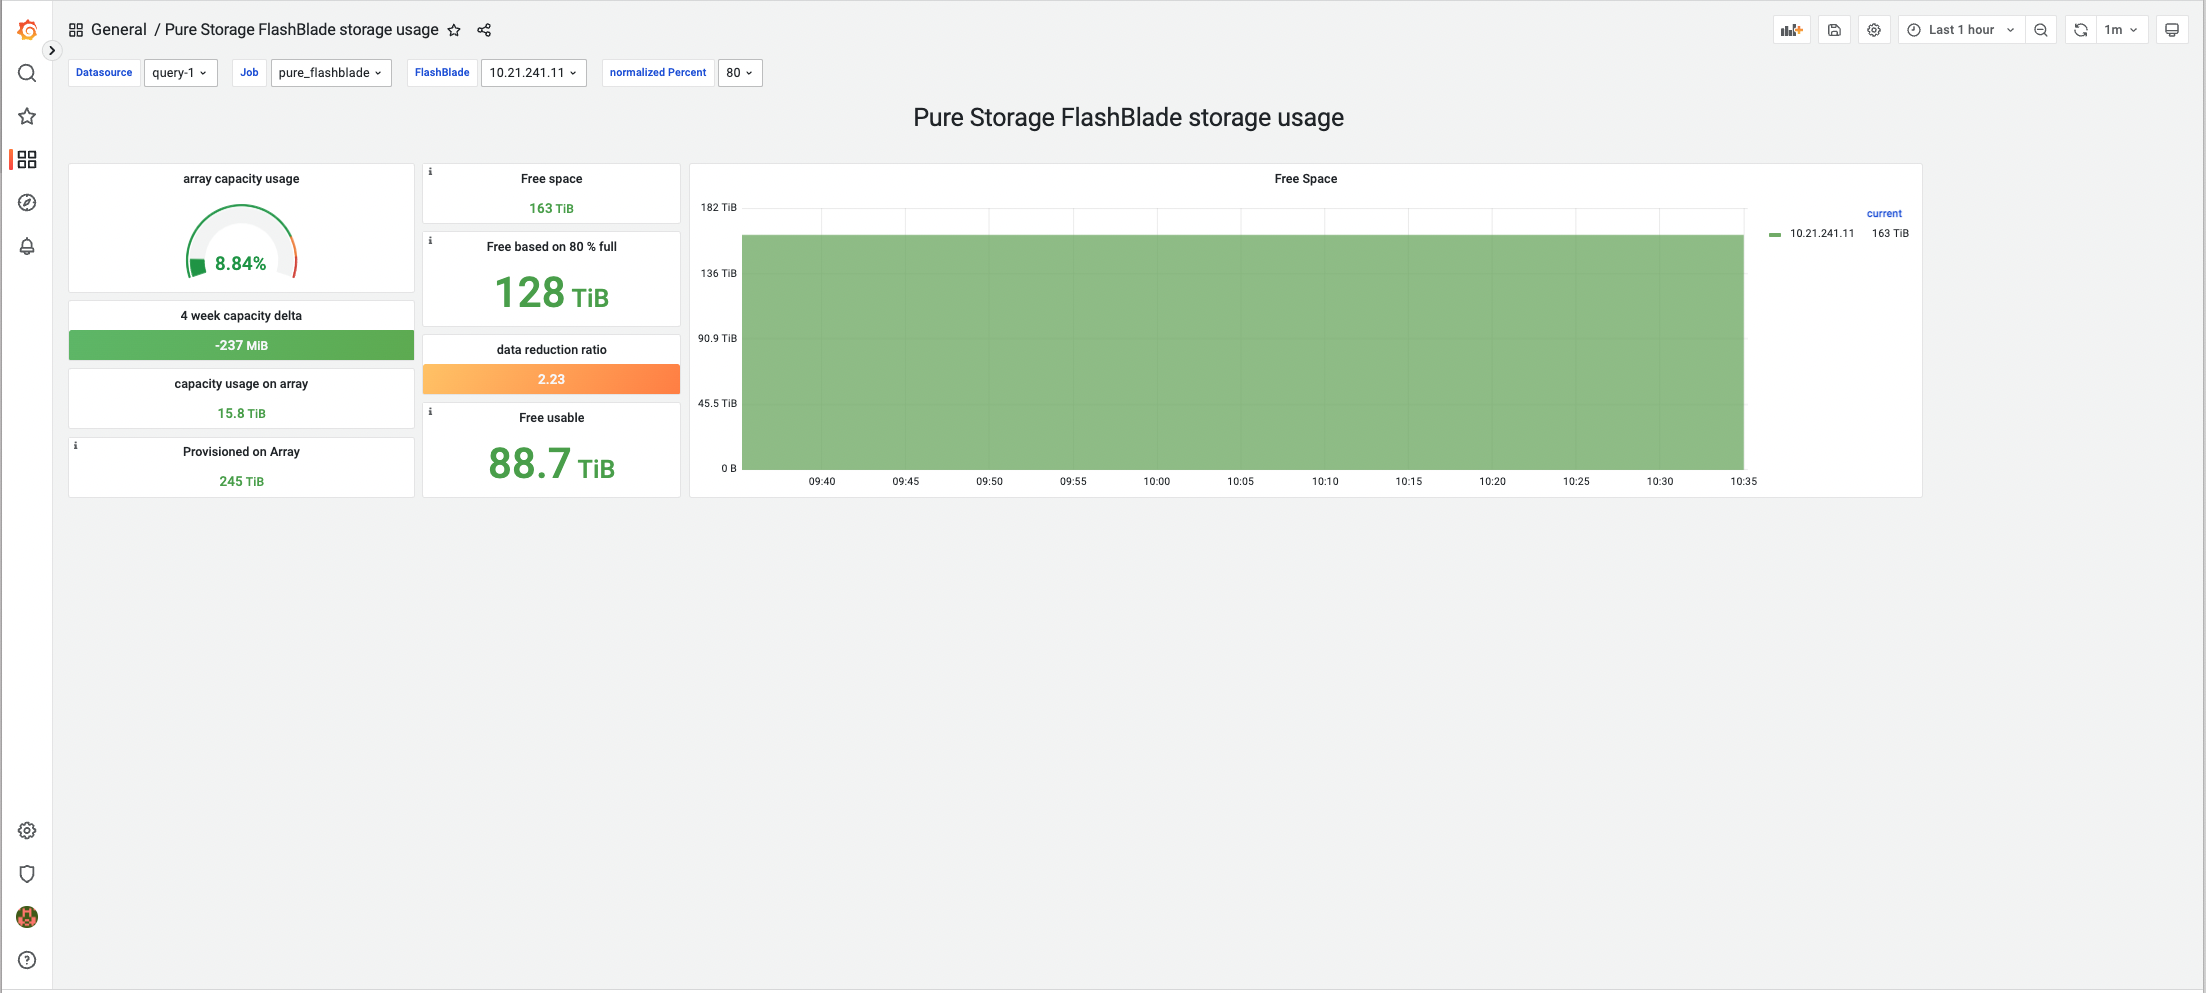 General / Pure Storage FlashBlade storage usage
Last 1 hour
1m
Datasource query-1 Job pure_flashblade FlashBlade 10.21.241.11 normalized Percent 80
Pure Storage FlashBlade storage usage
array capacity usage
8.84%
4 week capacity delta
-237 MiB
capacity usage on array
15.8 TiB
Provisioned on Array
245 TiB
Free space
163 TiB
Free based on 80 % full
128 TiB
data reduction ratio
2.23
Free usable
88.7 TiB
Free Space
182 TiB
136 TiB
90.9 TiB
45.5 TiB
0 B
09:40 09:45 09:50 09:55 10:00 10:05 10:10 10:15 10:20 10:25 10:30 10:35
current
10.21.241.11 163 TiB